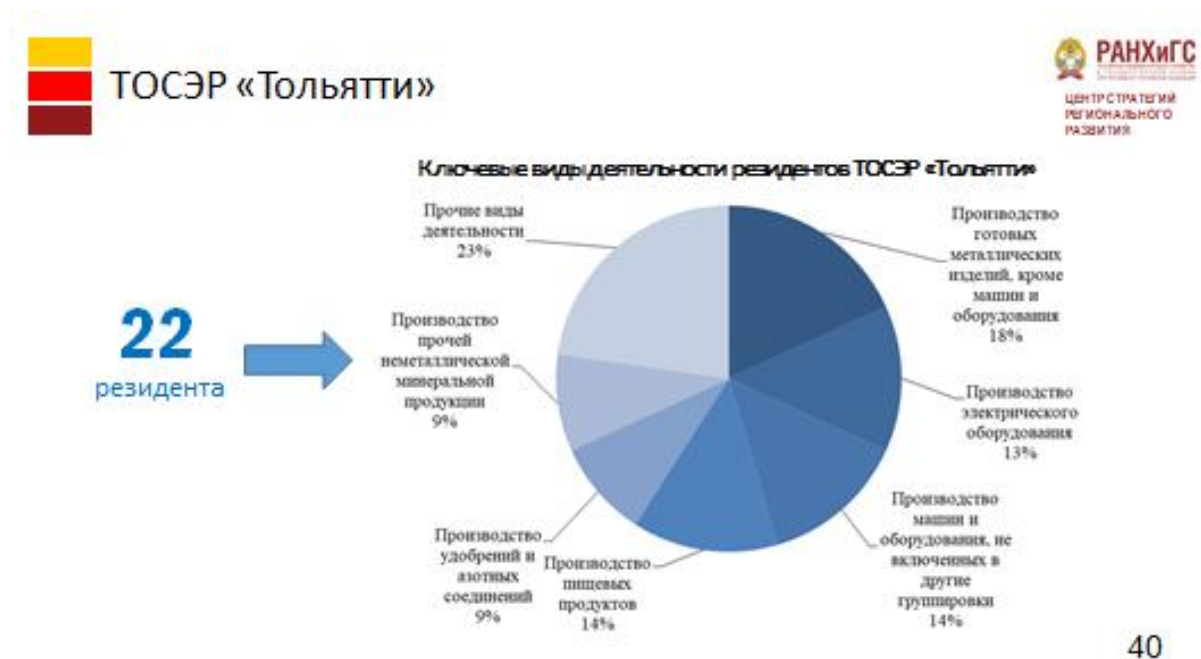 ТОСЭР «Тольятти»
РАНХиГС
ЦЕНТР СТРАТЕГИЙ
РЕГИОНАЛЬНОГО
РАЗВИТИЯ
Ключевые виды деятельности резидентов ТОСЭР «Тольятти»
22
резидента
Прочие виды
деятельности
23%
Производство
готовых
металлических
изделий, кроме
машин и
оборудования
18%
Производство
прочей
неметаллической
минеральной
продукции
9%
Производство
электрического
оборудования
13%
Производство
машин и
оборудования, не
включенных в
другие
группировки
14%
Производство
удобрений и
азотных
соединений
9%
Производство
пищевых
продуктов
14%
40